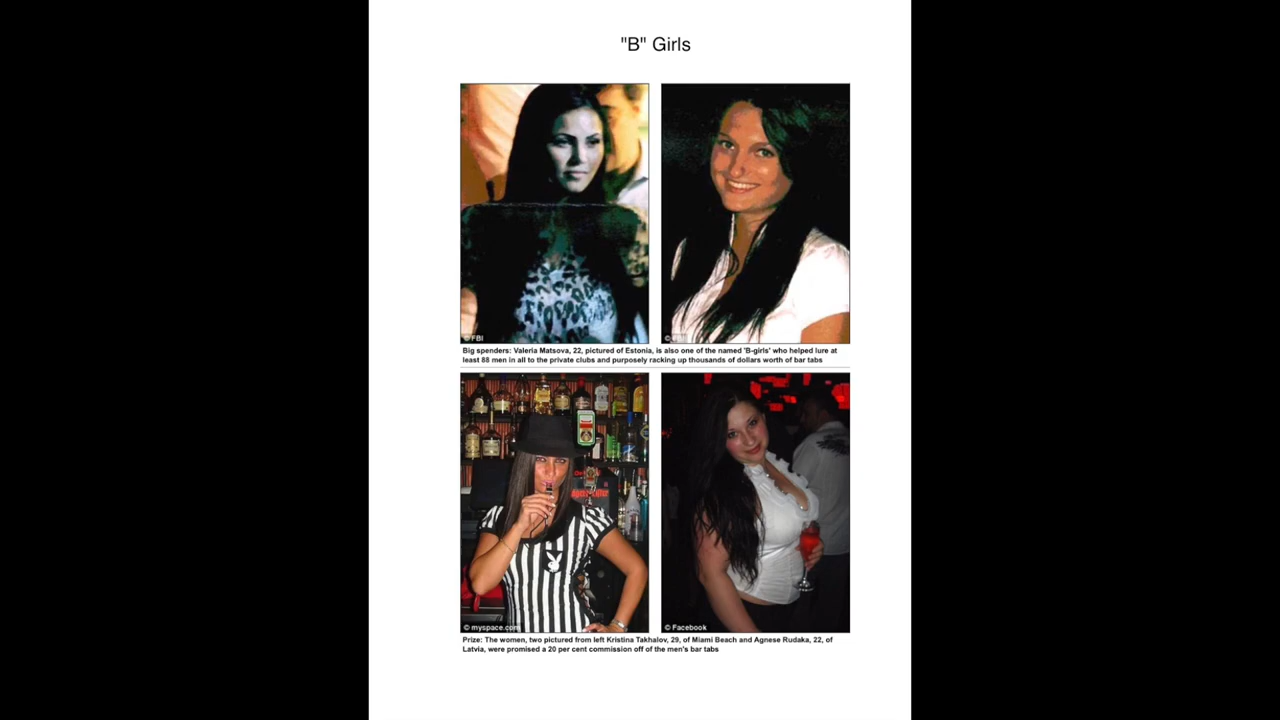 "B" Girls
© FBI
© FBI
Big spenders: Valeria Matsova, 22, pictured of Estonia, is also one of the named 'B-girls' who helped lure at
least 88 men in all to the private clubs and purposely racking up thousands of dollars worth of bar tabs
© myspace.com
© Facebook
Prize: The women, two pictured from left Kristina Takhalov, 29, of Miami Beach and Agnese Rudaka, 22, of
Latvia, were promised a 20 per cent commission off of the men's bar tabs